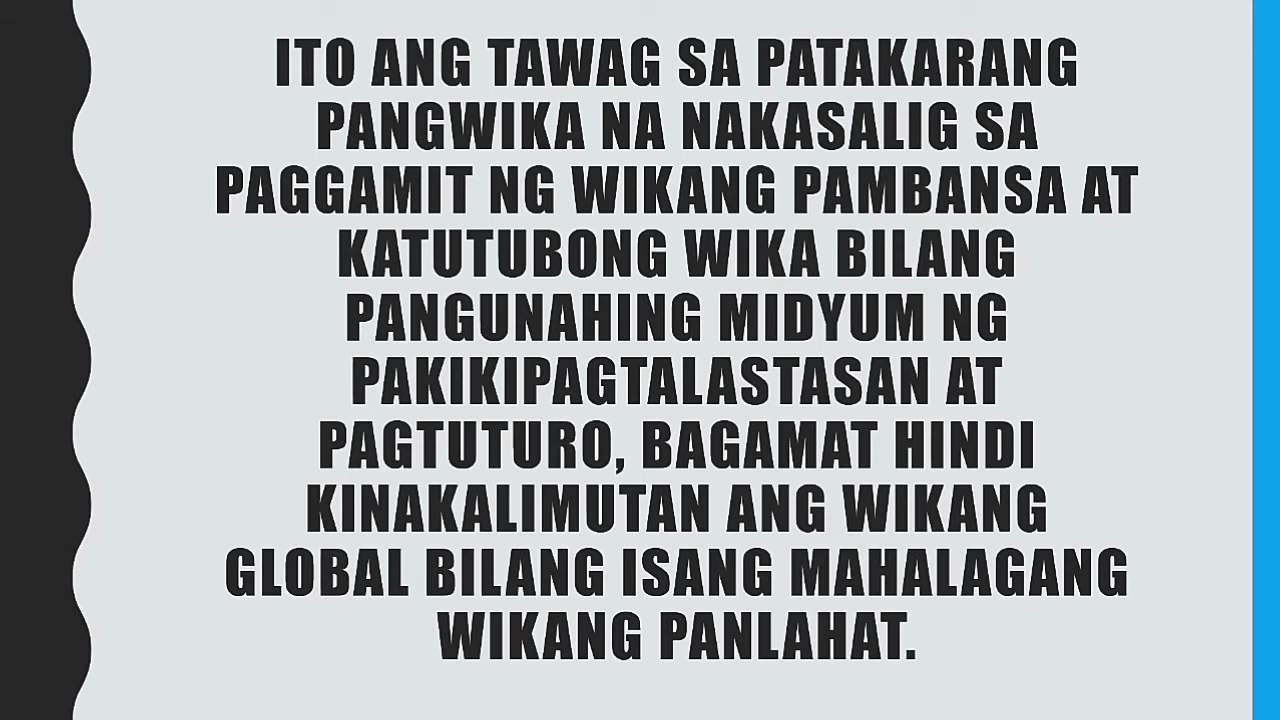 ITO ANG TAWAG SA PATAKARANG
PANGWIKA NA NAKASALIG SA
PAGGAMIT NG WIKANG PAMBANSA AT
KATUTUBONG WIKA BILANG
PANGUNAHING MIDYUM NG
PAKIKIPAGTALASTASAN AT
PAGTUTURO, BAGAMAT HINDI
KINAKALIMUTAN ANG WIKANG
GLOBAL BILANG ISANG MAHALAGANG
WIKANG PANLAHAT.